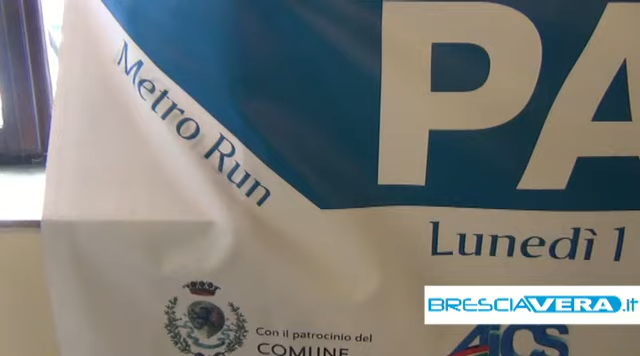 Metro Run
PA
Lunedì 1
BRESCIAVERA.it
Con il patrocinio del
COMUNE
AiCS